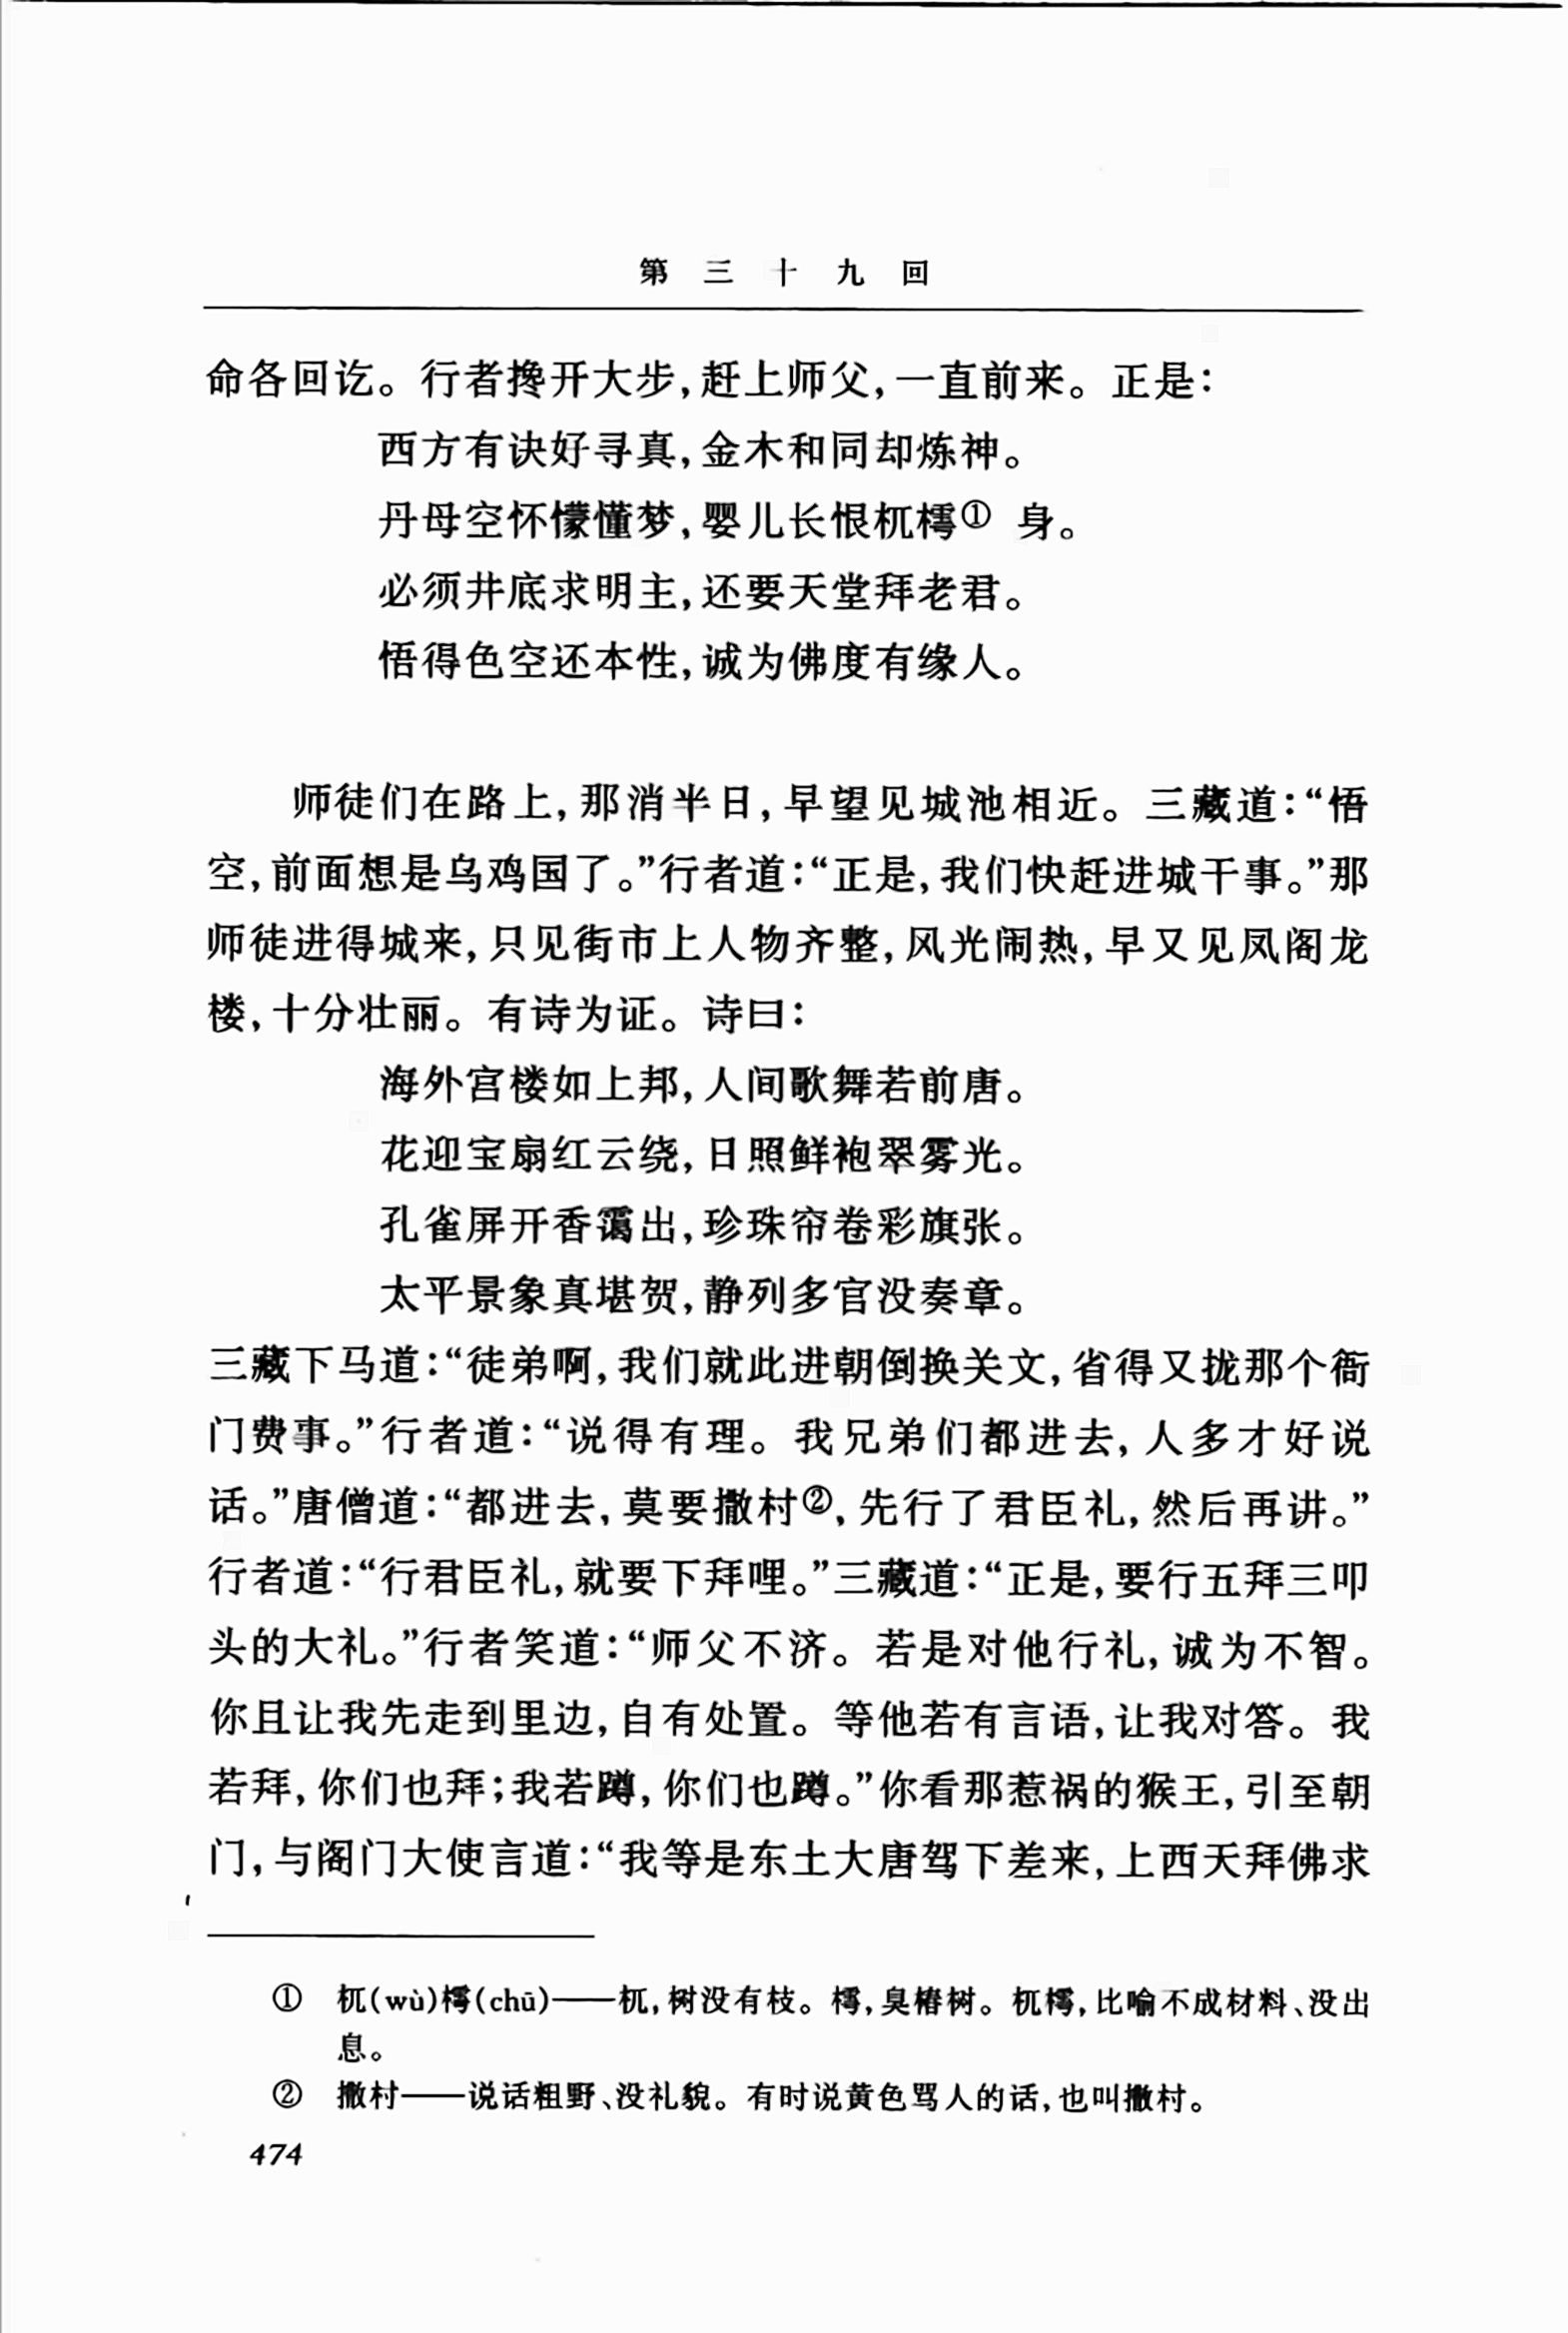 第三十九回
命各回讫。行者搀开大步,赶上师父,一直前来。正是:
西方有诀好寻真,金木和同却炼神。
丹母空怀懞懂梦,婴儿长恨杌樗① 身。
必须井底求明主,还要天堂拜老君。
悟得色空还本性,诚为佛度有缘人。
师徒们在路上,那消半日,早望见城池相近。三藏道:“悟
空,前面想是乌鸡国了。”行者道:“正是,我们快赶进城干事。”那
师徒进得城来,只见街市上人物齐整,风光闹热,早又见凤阁龙
楼,十分壮丽。有诗为证。诗曰:
海外宫楼如上邦,人间歌舞若前唐。
花迎宝扇红云绕,日照鲜袍翠雾光。
孔雀屏开香霭出,珍珠帘卷彩旗张。
太平景象真堪贺,静列多官没奏章。
三藏下马道:“徒弟啊,我们就此进朝倒换关文,省得又拢那个衙
门费事。”行者道:“说得有理。我兄弟们都进去,人多才好说
话。”唐僧道:“都进去,莫要撒村②,先行了君臣礼,然后再讲。”
行者道:“行君臣礼,就要下拜哩。”三藏道:“正是,要行五拜三叩
头的大礼。”行者笑道:“师父不济。若是对他行礼,诚为不智。
你且让我先走到里边,自有处置。等他若有言语,让我对答。我
若拜,你们也拜;我若蹲,你们也蹲。”你看那惹祸的猴王,引至朝
门,与阁门大使言道:“我等是东土大唐驾下差来,上西天拜佛求
① 杌(wù)樗(chū)——杌,树没有枝。樗,臭椿树。杌樗,比喻不成材料、没出
息。
② 撒村——说话粗野、没礼貌。有时说黄色骂人的话,也叫撒村。
474